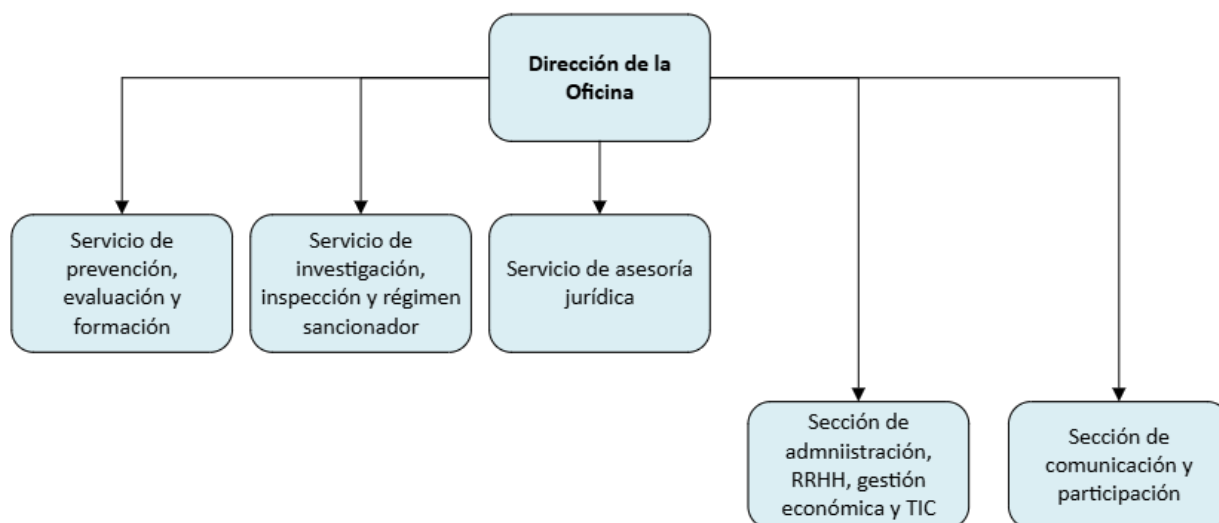 Dirección de la
Oficina
Servicio de
prevención,
evaluación y
formación
Servicio de
investigación,
inspección y régimen
sancionador
Servicio de asesoría
jurídica
Sección de
admniistración,
RRHH, gestión
económica y TIC
Sección de
comunicación y
participación